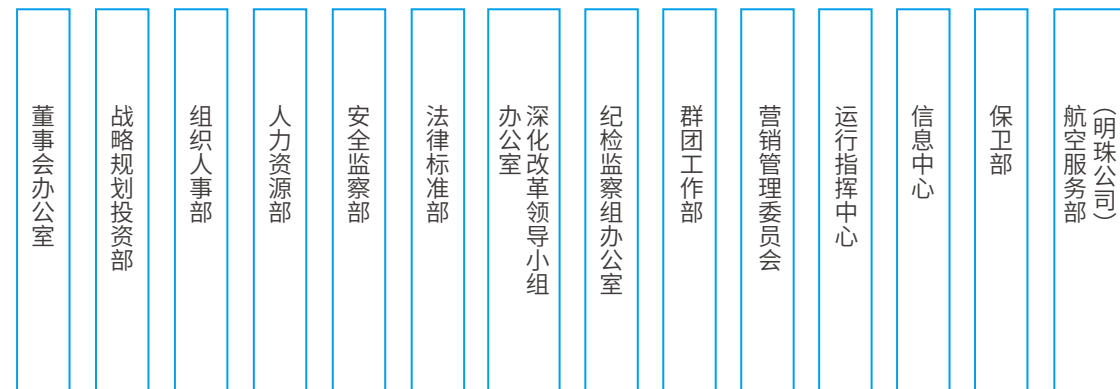 董事会办公室
战略规划投资部
组织人事部
人力资源部
安全监察部
法律标准部
深化改革领导小组
办公室
纪检监察组办公室
群团工作部
营销管理委员会
运行指挥中心
信息中心
保卫部
航空服务部
（明珠公司）